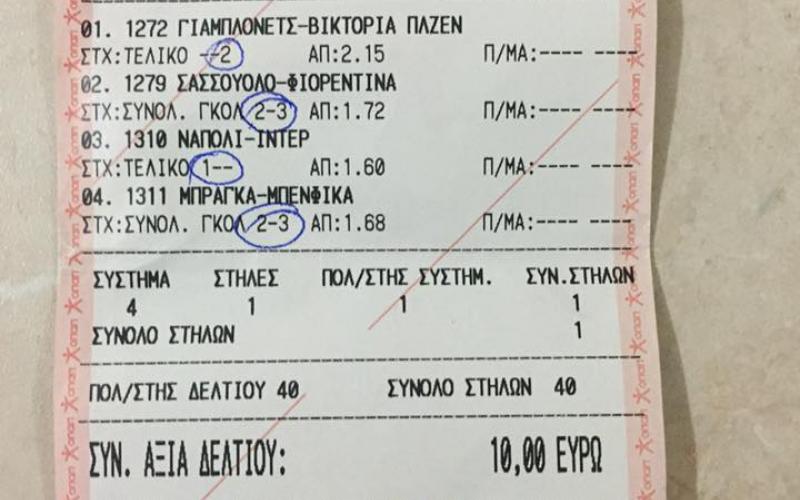 01. 1272 ΓΙΑΜΠΛΟΝΕΤΣ-ΒΙΚΤΟΡΙΑ ΠΛΖΕΝ
ΣΤΧ:ΤΕΛΙΚΟ --2 ΑΠ:2.15 Π/ΜΑ:---- ----
02. 1279 ΣΑΣΣΟΥΟΛΟ-ΦΙΟΡΕΝΤΙΝΑ
ΣΤΧ:ΣΥΝΟΛ. ΓΚΟΛ 2-3 ΑΠ:1.72 Π/ΜΑ:---- ----
03. 1310 ΝΑΠΟΛΙ-ΙΝΤΕΡ
ΣΤΧ:ΤΕΛΙΚΟ 1-- ΑΠ:1.60 Π/ΜΑ:---- ----
04. 1311 ΜΠΡΑΓΚΑ-ΜΠΕΝΦΙΚΑ
ΣΤΧ:ΣΥΝΟΛ. ΓΚΟΛ 2-3 ΑΠ:1.68 Π/ΜΑ:---- ----
ΣΥΣΤΗΜΑ ΣΤΗΛΕΣ ΠΟΛ/ΣΤΗΣ ΣΥΣΤΗΜ. ΣΥΝ.ΣΤΗΛΩΝ
4 1 1 1
ΣΥΝΟΛΟ ΣΤΗΛΩΝ 1
ΠΟΛ/ΣΤΗΣ ΔΕΛΤΙΟΥ 40 ΣΥΝΟΛΟ ΣΤΗΛΩΝ 40
ΣΥΝ. ΑΞΙΑ ΔΕΛΤΙΟΥ: 10,00 ΕΥΡΩ